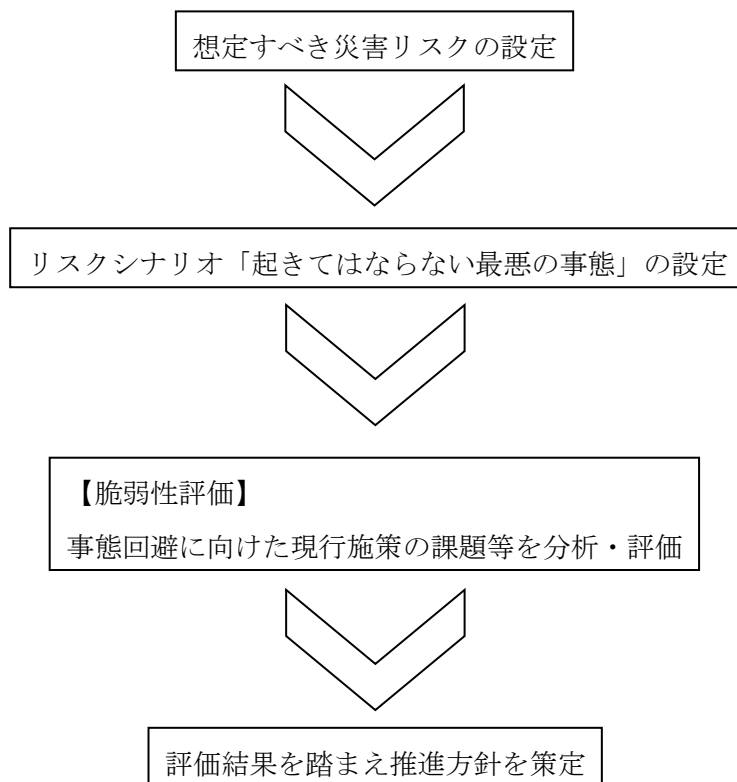 想定すべき災害リスクの設定
リスクシナリオ「起きてはならない最悪の事態」の設定
【脆弱性評価】
事態回避に向けた現行施策の課題等を分析・評価
評価結果を踏まえ推進方針を策定